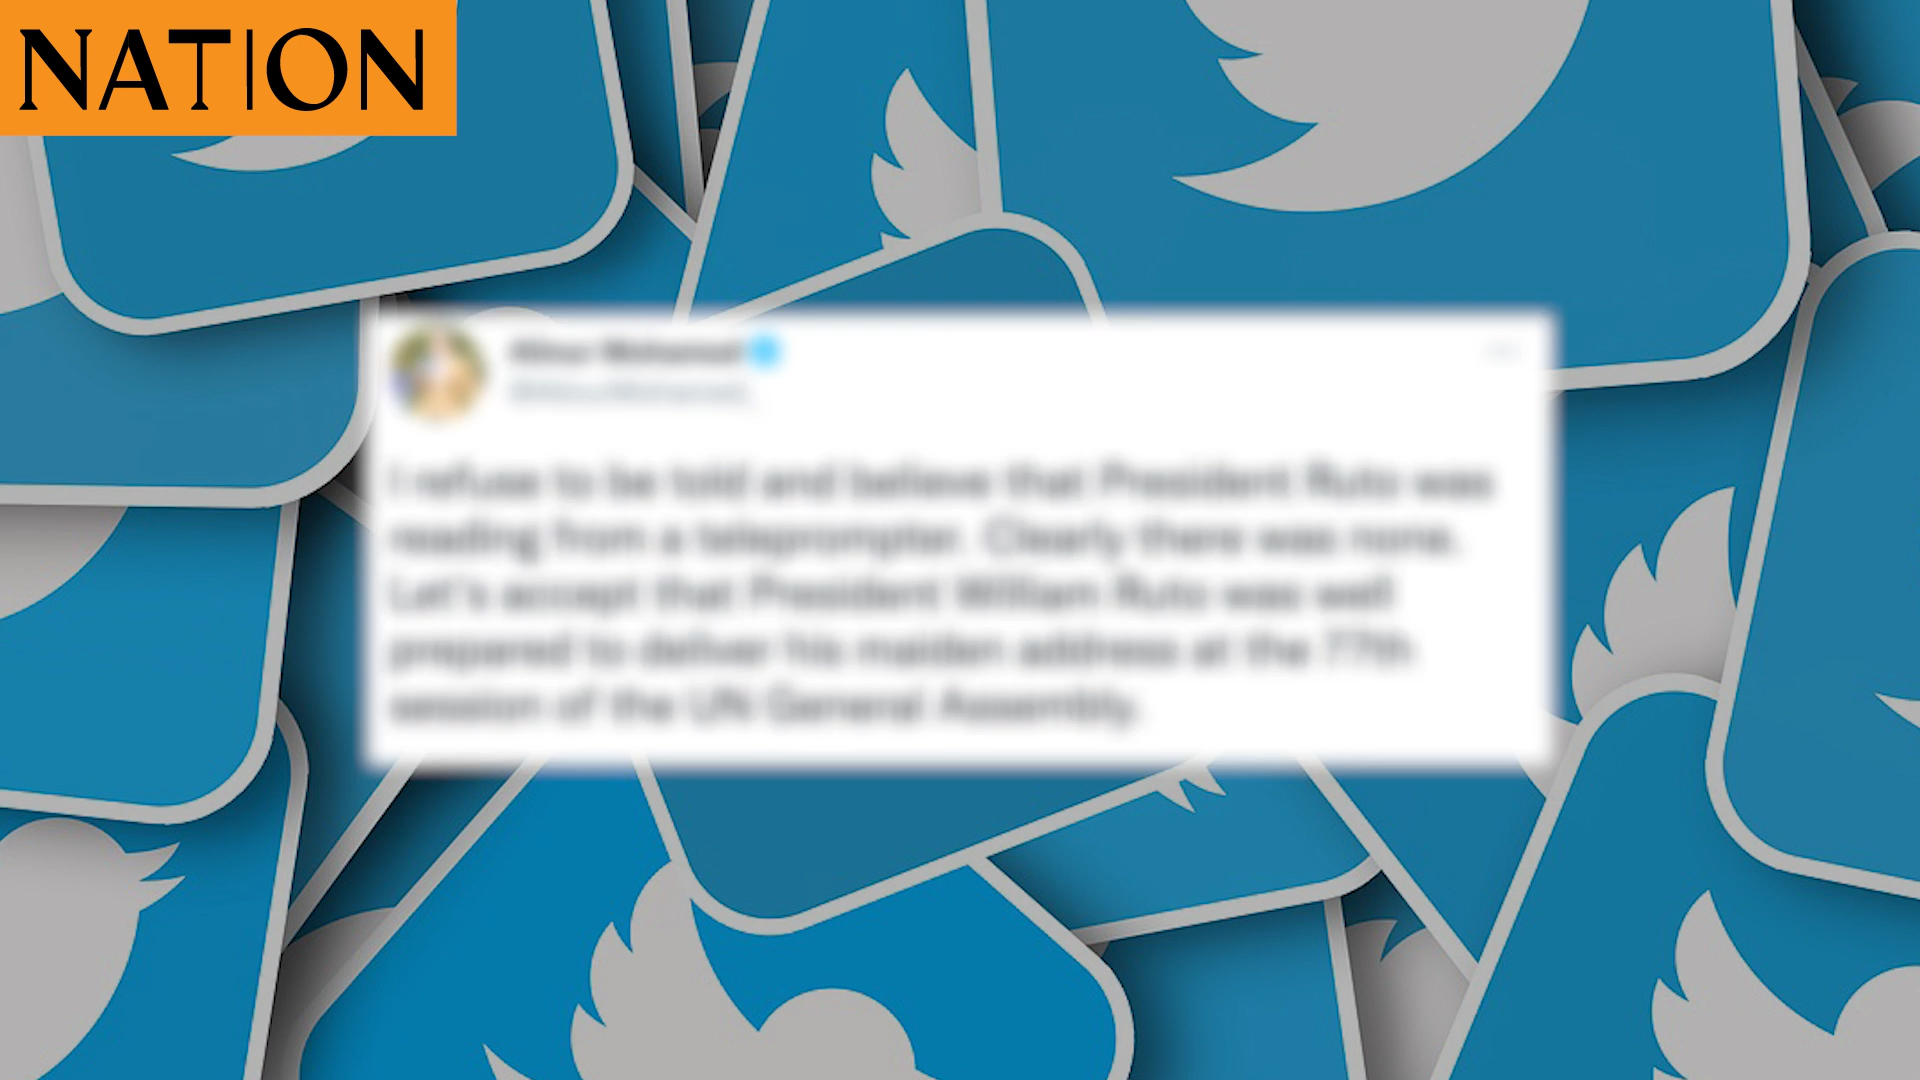 NATION
Alinur Mohamed
I refuse to be told and believe that President Ruto was
reading from a teleprompter. Clearly there was none.
Let's accept that President William Ruto was well
prepared to deliver his maiden address at the 77th
session of the UN General Assembly.